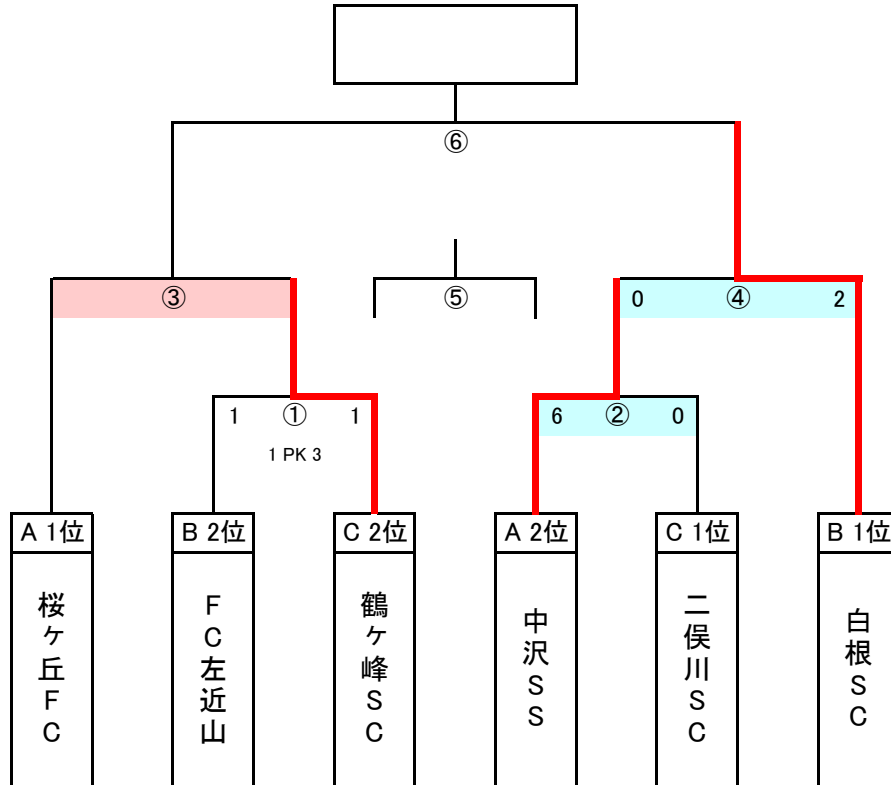 ⑥
③
⑤
0 ④ 2
1 ① 1
6 ② 0
1 PK 3
A 1位
B 2位
C 2位
A 2位
C 1位
B 1位
桜ヶ丘FC
FC左近山
鶴ヶ峰SC
中沢SS
二俣川SC
白根SC